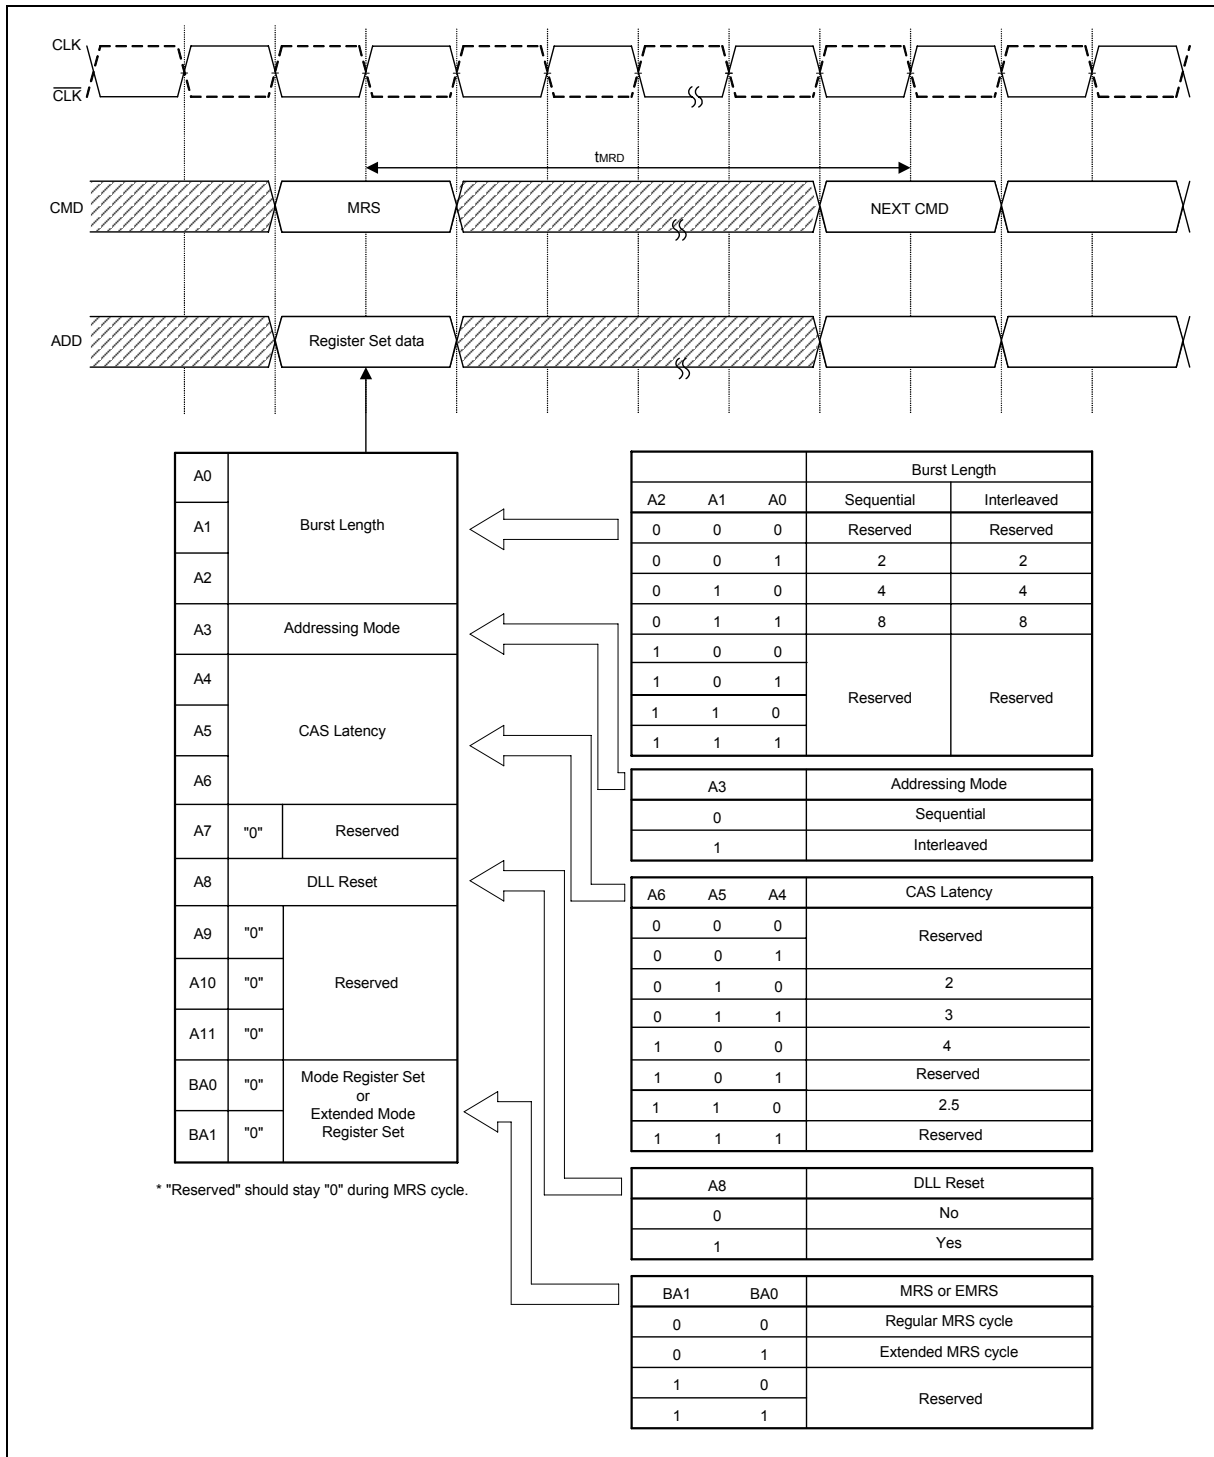 CLK
CLK
tMRD
CMD MRS NEXT CMD
ADD Register Set data
A0
A1 Burst Length
A2
A3 Addressing Mode
A4
A5 CAS Latency
A6
A7 "0" Reserved
A8 DLL Reset
A9 "0"
A10 "0" Reserved
A11 "0"
BA0 "0" Mode Register Set
or
Extended Mode
BA1 "0" Register Set
* "Reserved" should stay "0" during MRS cycle.
Burst Length
A2 A1 A0 Sequential Interleaved
0 0 0 Reserved Reserved
0 0 1 2 2
0 1 0 4 4
0 1 1 8 8
1 0 0
1 0 1
Reserved Reserved
1 1 0
1 1 1
A3 Addressing Mode
0 Sequential
1 Interleaved
A6 A5 A4 CAS Latency
0 0 0
Reserved
0 0 1
0 1 0 2
0 1 1 3
1 0 0 4
1 0 1 Reserved
1 1 0 2.5
1 1 1 Reserved
A8 DLL Reset
0 No
1 Yes
BA1 BA0 MRS or EMRS
0 0 Regular MRS cycle
0 1 Extended MRS cycle
1 0
Reserved
1 1